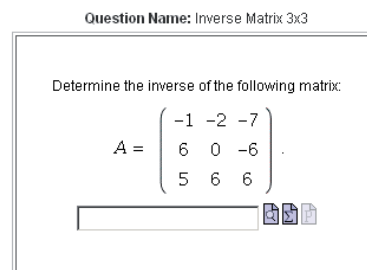 Question Name: Inverse Matrix 3x3
Determine the inverse of the following matrix:
-1 -2 -7
A = 6 0 -6 .
5 6 6